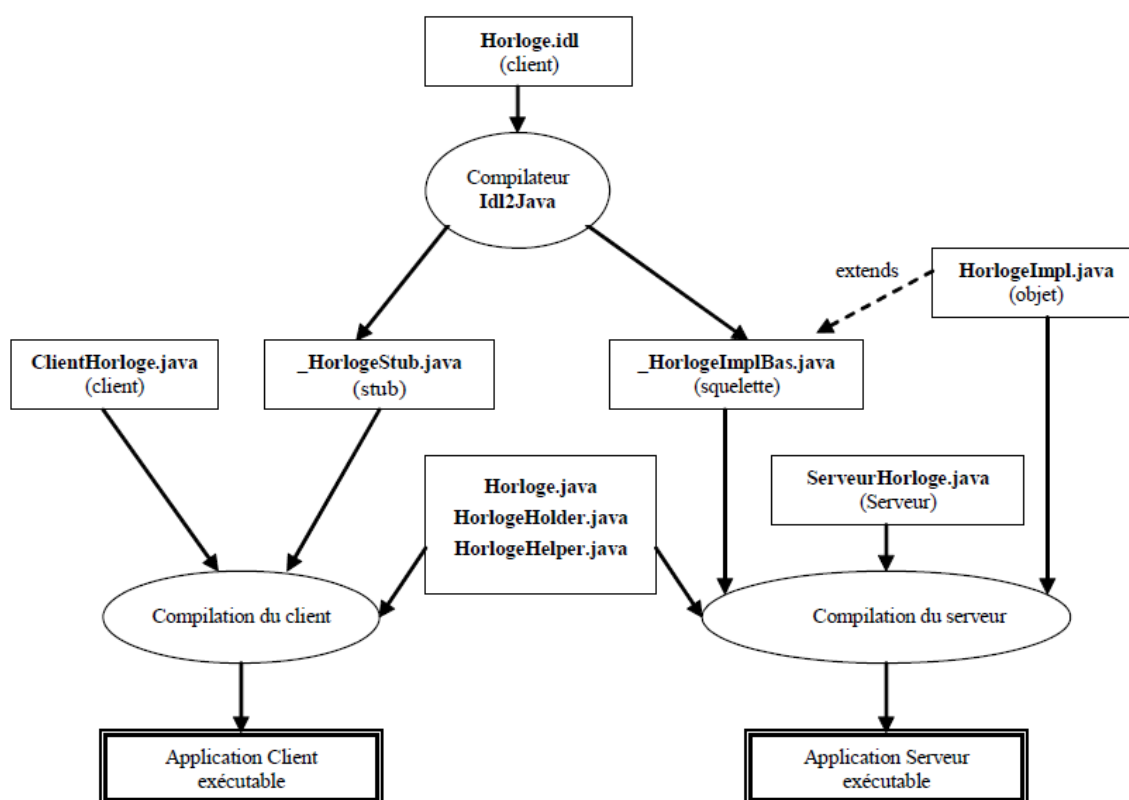 Horloge.idl
(client)
Compilateur
Idl2Java
extends
HorlogeImpl.java
(objet)
ClientHorloge.java
(client)
_HorlogeStub.java
(stub)
_HorlogeImplBas.java
(squelette)
Horloge.java
HorlogeHolder.java
HorlogeHelper.java
ServeurHorloge.java
(Serveur)
Compilation du client
Compilation du serveur
Application Client
exécutable
Application Serveur
exécutable